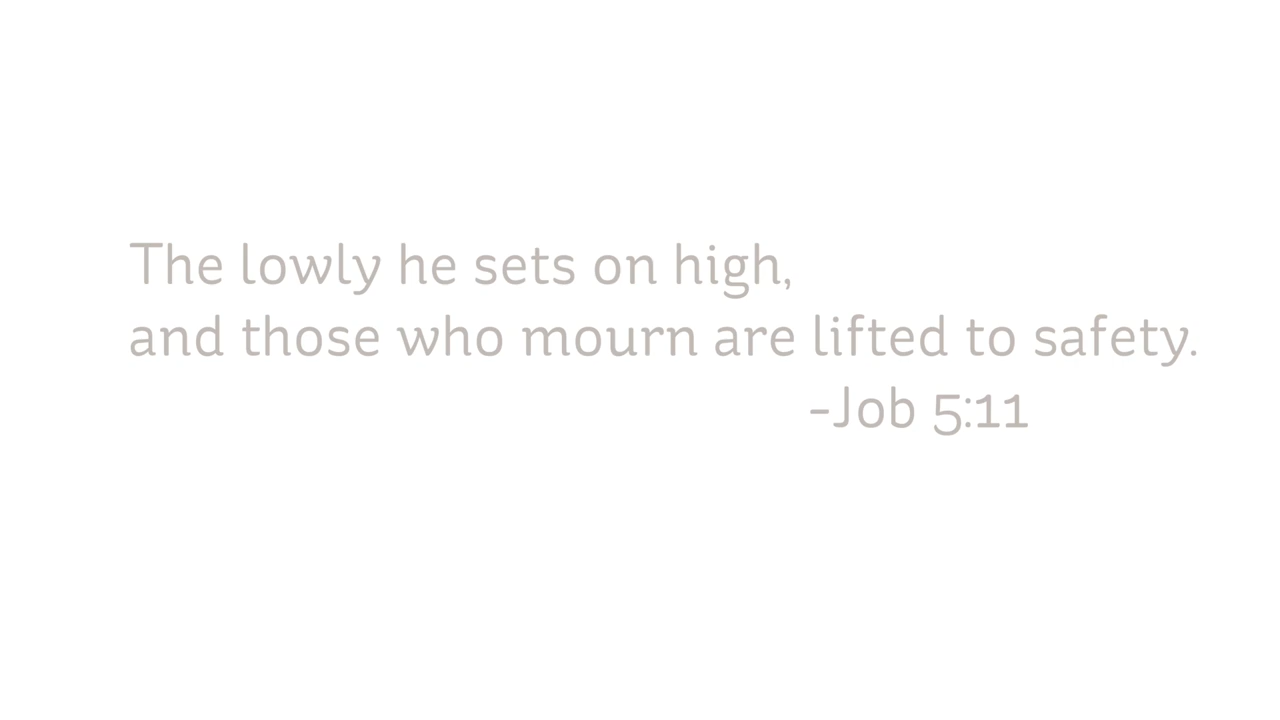 The lowly he sets on high,
and those who mourn are lifted to safety.
-Job 5:11